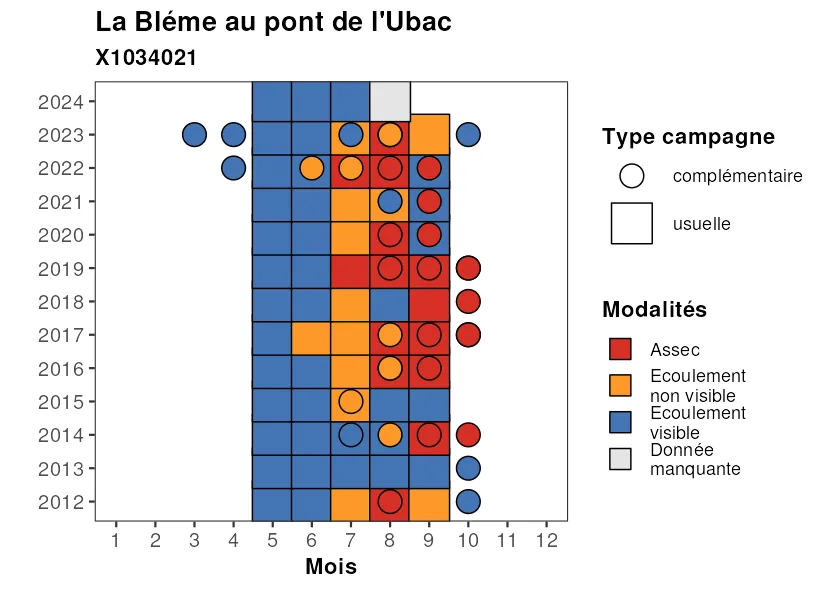 La Bléme au pont de l'Ubac
X1034021
2024
2023
2022
2021
2020
2019
2018
2017
2016
2015
2014
2013
2012
1 2 3 4 5 6 7 8 9 10 11 12
Mois
Type campagne
complémentaire
usuelle
Modalités
Assec
Ecoulement
non visible
Ecoulement
visible
Donnée
manquante